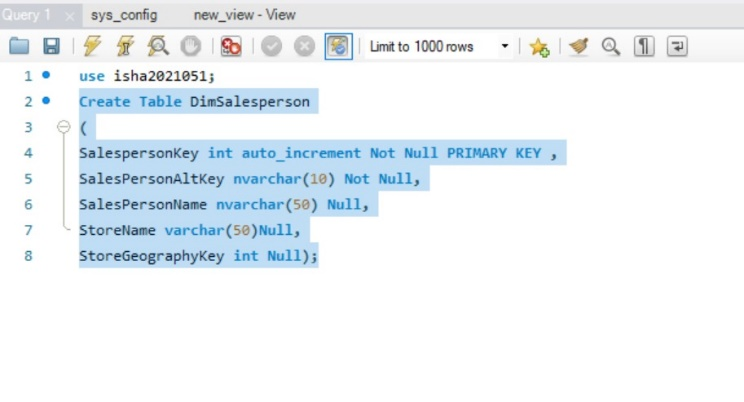 Query 1 × sys_config new_view - View
Limit to 1000 rows
1 use isha2021051;
2 Create Table DimSalesperson
3 (
4 SalespersonKey int auto_increment Not Null PRIMARY KEY ,
5 SalesPersonAltKey nvarchar(10) Not Null,
6 SalesPersonName nvarchar(50) Null,
7 StoreName varchar(50)Null,
8 StoreGeographyKey int Null);